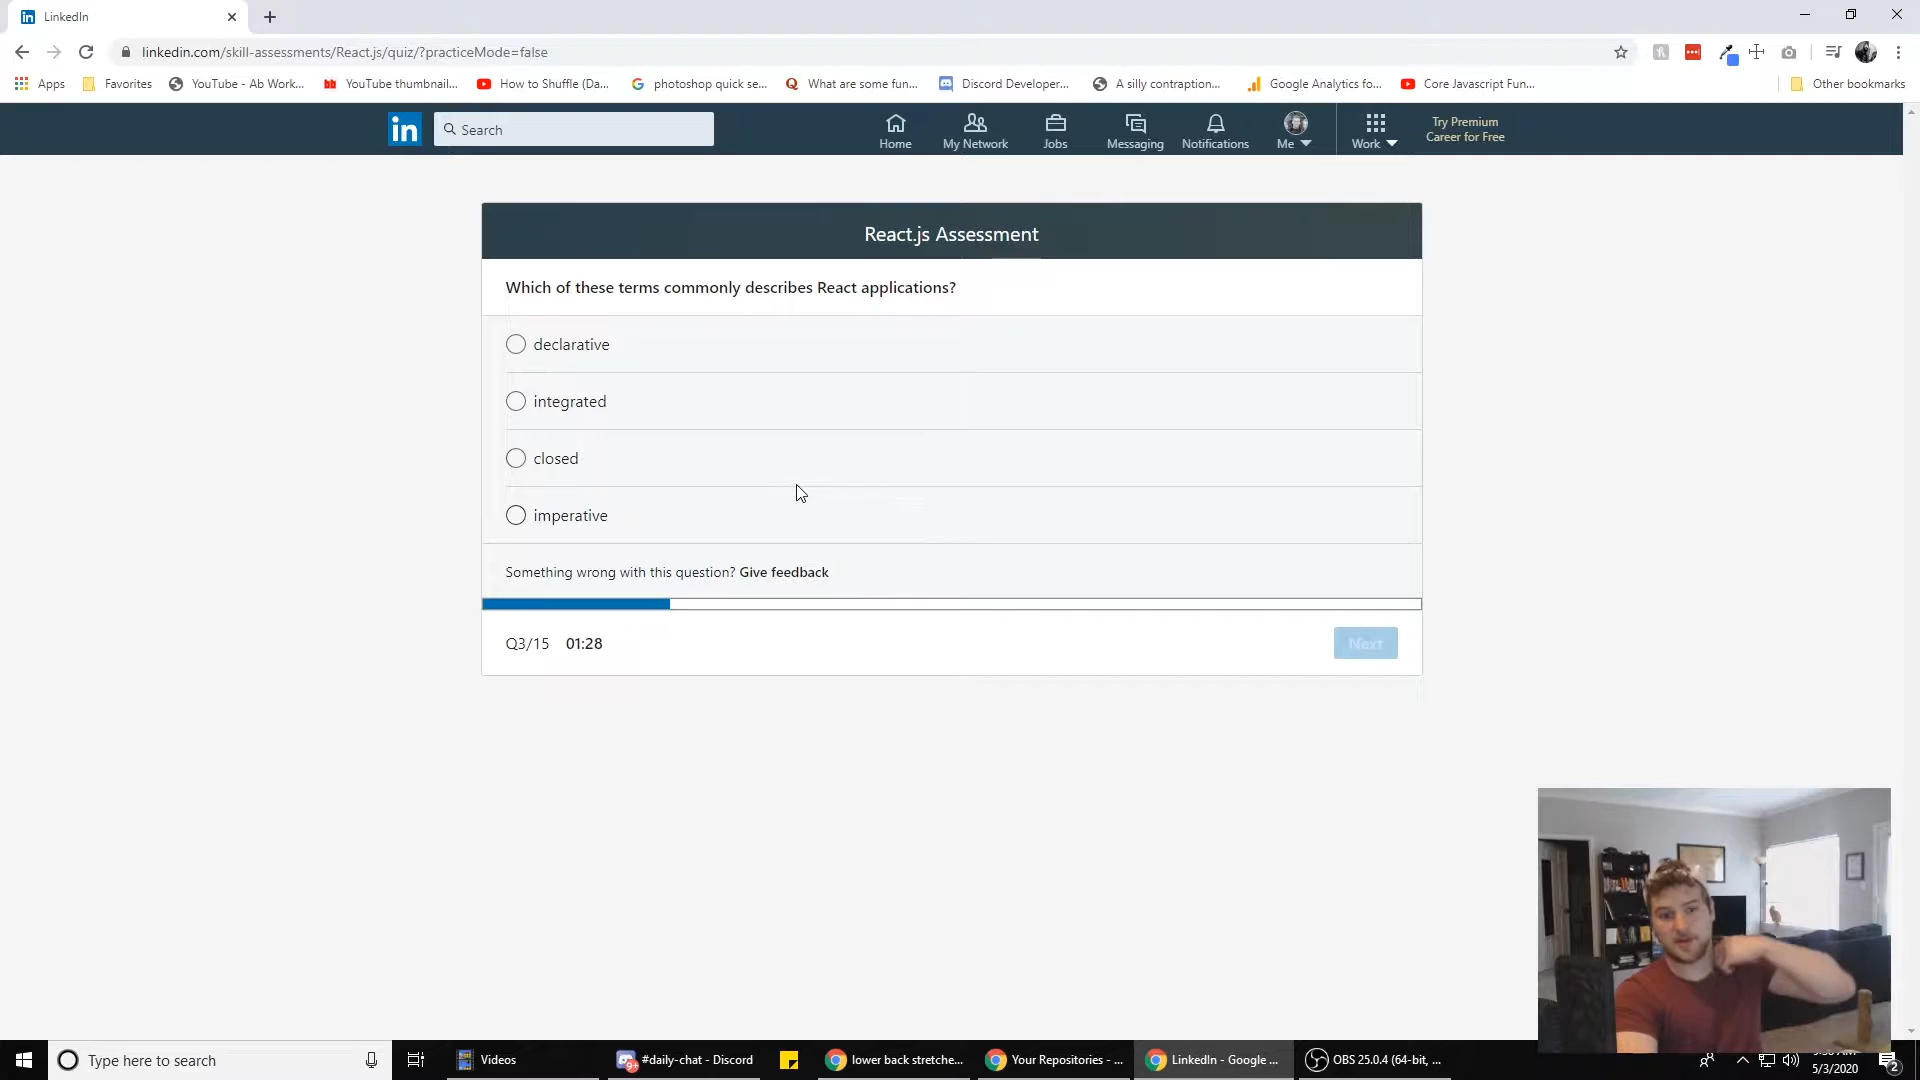 LinkedIn
linkedin.com/skill-assessments/React.js/quiz/?practiceMode=false
Apps
Favorites
YouTube - Ab Work...
YouTube thumbnail...
How to Shuffle (Da...
photoshop quick se...
What are some fun...
Discord Developer...
A silly contraption...
Google Analytics fo...
Core Javascript Fun...
Other bookmarks
in
Search
Home
My Network
Jobs
Messaging
Notifications
Me
Work
Try Premium
Career for Free
React.js Assessment
Which of these terms commonly describes React applications?
declarative
integrated
closed
imperative
Something wrong with this question? Give feedback
Q3/15 01:28
Next
Type here to search
Videos
#daily-chat - Discord
lower back stretche...
Your Repositories - ...
LinkedIn - Google ...
OBS 25.0.4 (64-bit, ...
5/3/2020
2